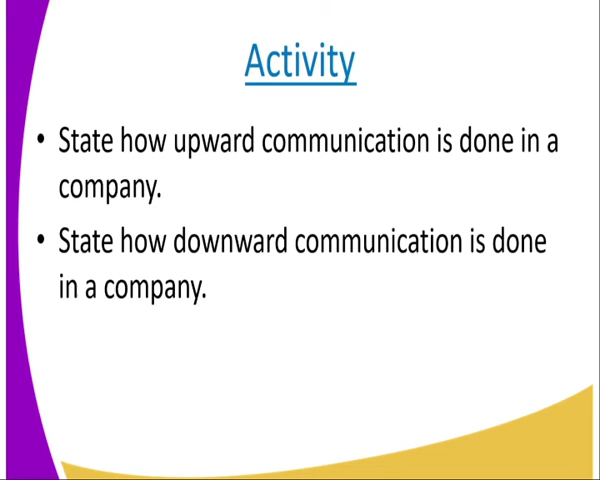 Activity
• State how upward communication is done in a
company.
• State how downward communication is done
in a company.